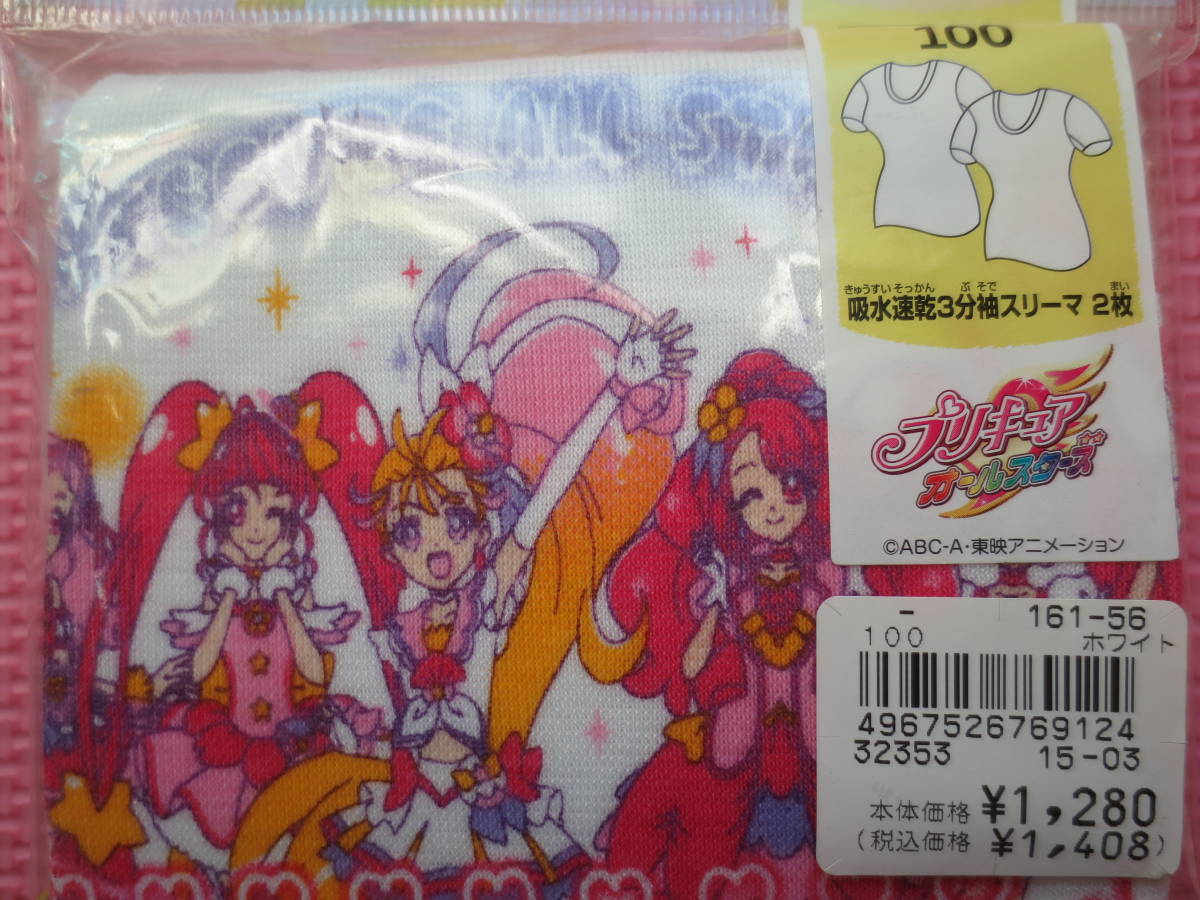 ALL ST
100
きゅうすいそっかん ぶそで まい
吸水速乾3分袖スリーマ 2枚
プリキュア
オールスターズ
©ABC-A・東映アニメーション
- 161-56
100 ホワイト
4967526769124
32353 15-03
本体価格 ¥1,280
(税込価格 ¥1,408)